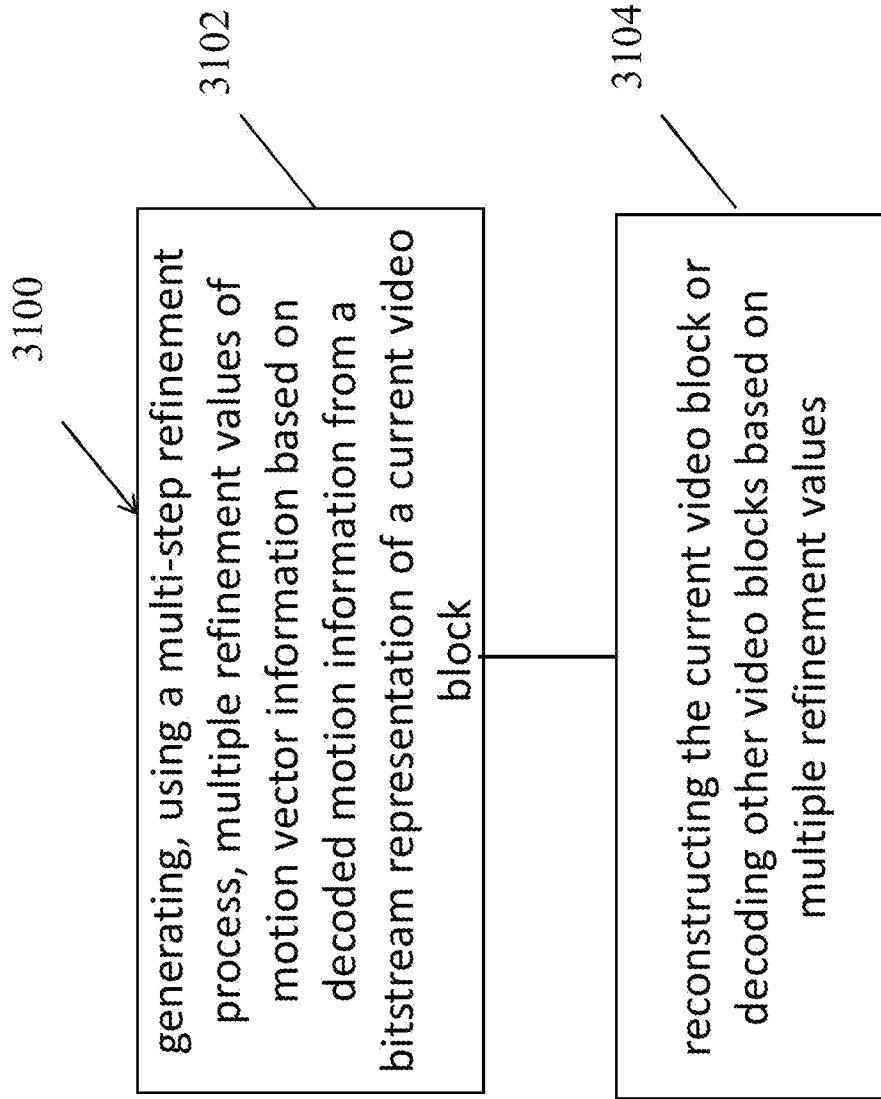 3100
generating, using a multi-step refinement
process, multiple refinement values of
motion vector information based on
decoded motion information from a
bitstream representation of a current video
block
3102
reconstructing the current video block or
decoding other video blocks based on
multiple refinement values
3104